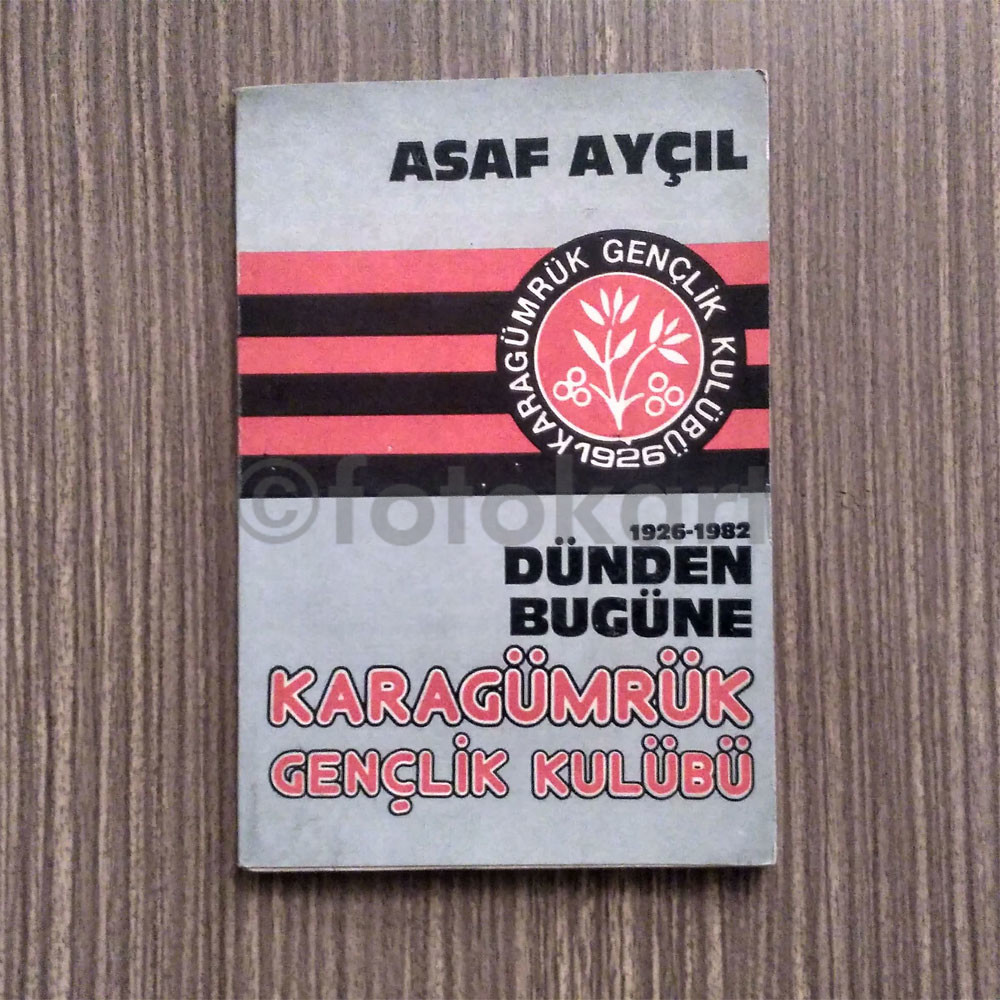 ASAF AYÇIL
KARAGÜMRÜK GENÇLİK KULÜBÜ
1926
©fotokart
1926-1982
DÜNDEN
BUGÜNE
KARAGÜMRÜK
GENÇLİK KULÜBÜ